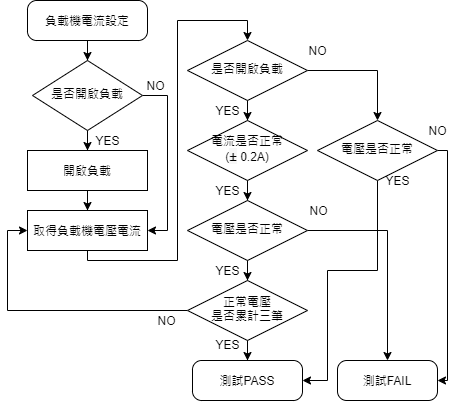 負載機電流設定
是否開啟負載
NO
YES
開啟負載
取得負載機電壓電流
是否開啟負載
NO
YES
電流是否正常
(± 0.2A)
YES
電壓是否正常
NO
YES
電壓是否正常
NO
YES
正常電壓
是否累計三筆
NO
YES
測試PASS
測試FAIL